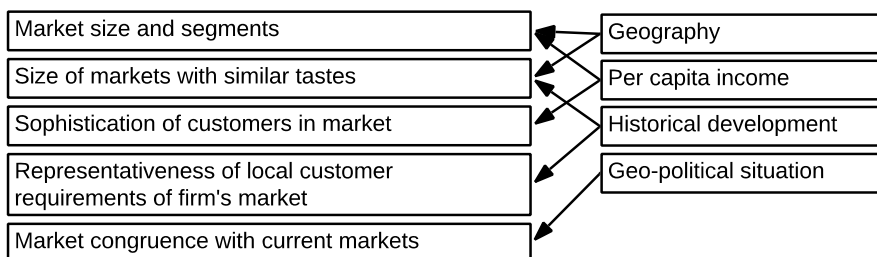 Market size and segments
Size of markets with similar tastes
Sophistication of customers in market
Representativeness of local customer
requirements of firm's market
Market congruence with current markets
Geography
Per capita income
Historical development
Geo-political situation